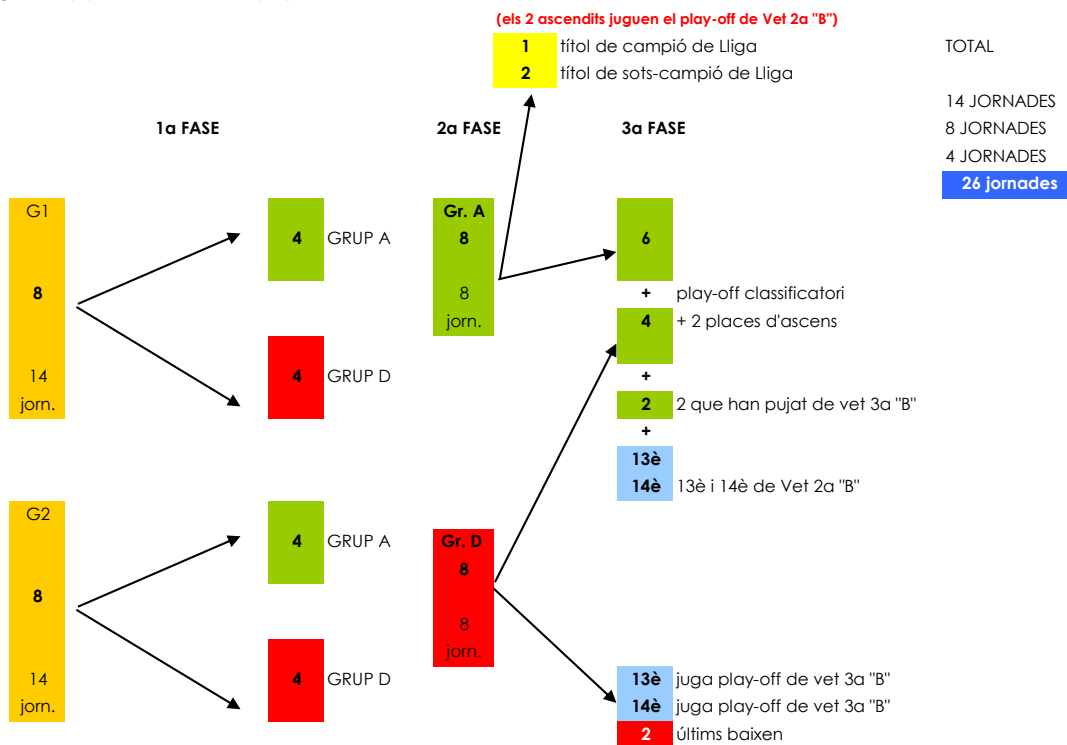 (els 2 ascendits juguen el play-off de Vet 2a "B")
1 títol de campió de Lliga TOTAL
2 títol de sots-campió de Lliga
14 JORNADES
1a FASE 2a FASE 3a FASE 8 JORNADES
4 JORNADES
26 jornades
G1 Gr. A
4 GRUP A 8 6
8 8 + play-off classificatori
jorn. 4 + 2 places d'ascens
14 4 GRUP D +
jorn. 2 2 que han pujat de vet 3a "B"
+
13è
14è 13è i 14è de Vet 2a "B"
G2
4 GRUP A Gr. D
8
8
8
jorn.
14 4 GRUP D 13è juga play-off de vet 3a "B"
jorn. 14è juga play-off de vet 3a "B"
2 últims baixen